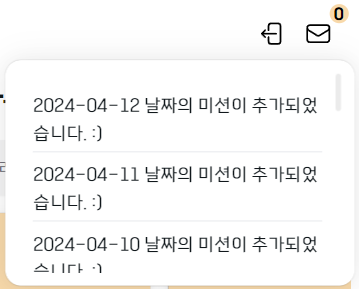 0
2024-04-12 날짜의 미션이 추가되었
습니다. :)
2024-04-11 날짜의 미션이 추가되었
습니다. :)
2024-04-10 날짜의 미션이 추가되었
습니다. :)